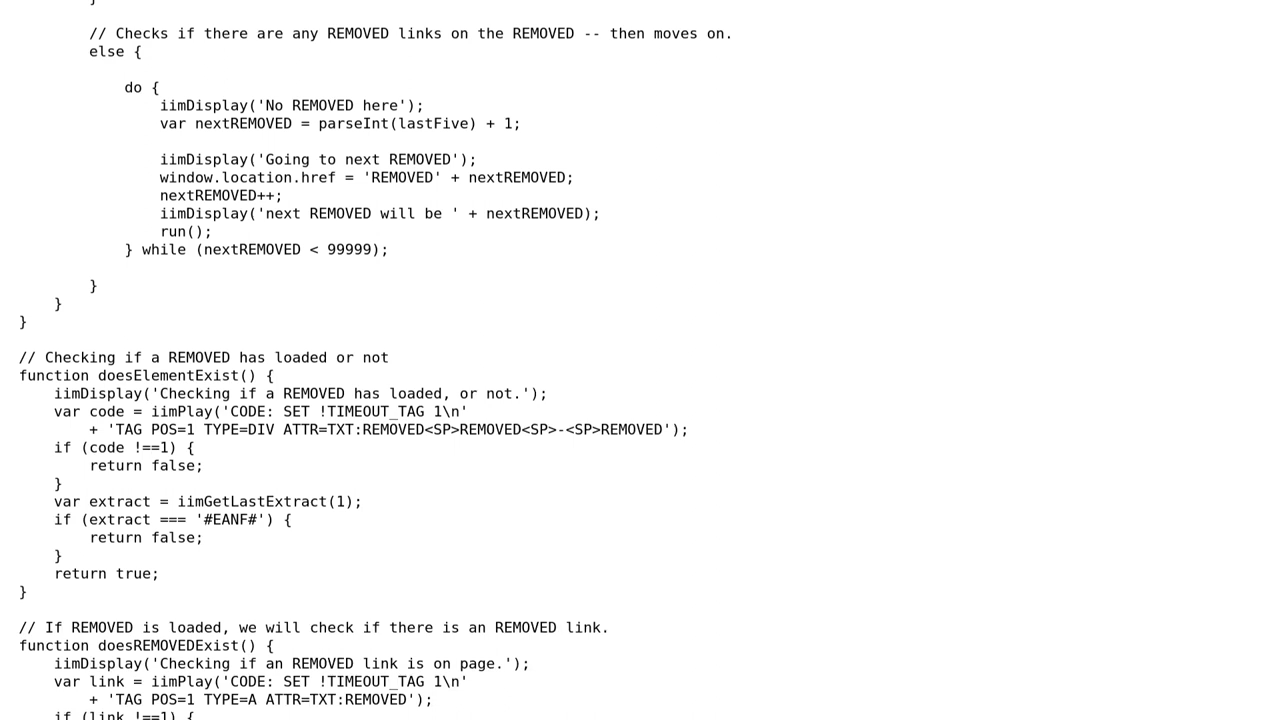 }
// Checks if there are any REMOVED links on the REMOVED -- then moves on.
else {
do {
iimDisplay('No REMOVED here');
var nextREMOVED = parseInt(lastFive) + 1;
iimDisplay('Going to next REMOVED');
window.location.href = 'REMOVED' + nextREMOVED;
nextREMOVED++;
iimDisplay('next REMOVED will be ' + nextREMOVED);
run();
} while (nextREMOVED < 99999);
}
}
}
// Checking if a REMOVED has loaded or not
function doesElementExist() {
iimDisplay('Checking if a REMOVED has loaded, or not.');
var code = iimPlay('CODE: SET !TIMEOUT_TAG 1\n'
+ 'TAG POS=1 TYPE=DIV ATTR=TXT:REMOVED<SP>REMOVED<SP>-<SP>REMOVED');
if (code !==1) {
return false;
}
var extract = iimGetLastExtract(1);
if (extract === '#EANF#') {
return false;
}
return true;
}
// If REMOVED is loaded, we will check if there is an REMOVED link.
function doesREMOVEDExist() {
iimDisplay('Checking if an REMOVED link is on page.');
var link = iimPlay('CODE: SET !TIMEOUT_TAG 1\n'
+ 'TAG POS=1 TYPE=A ATTR=TXT:REMOVED');
if (link !==1) {